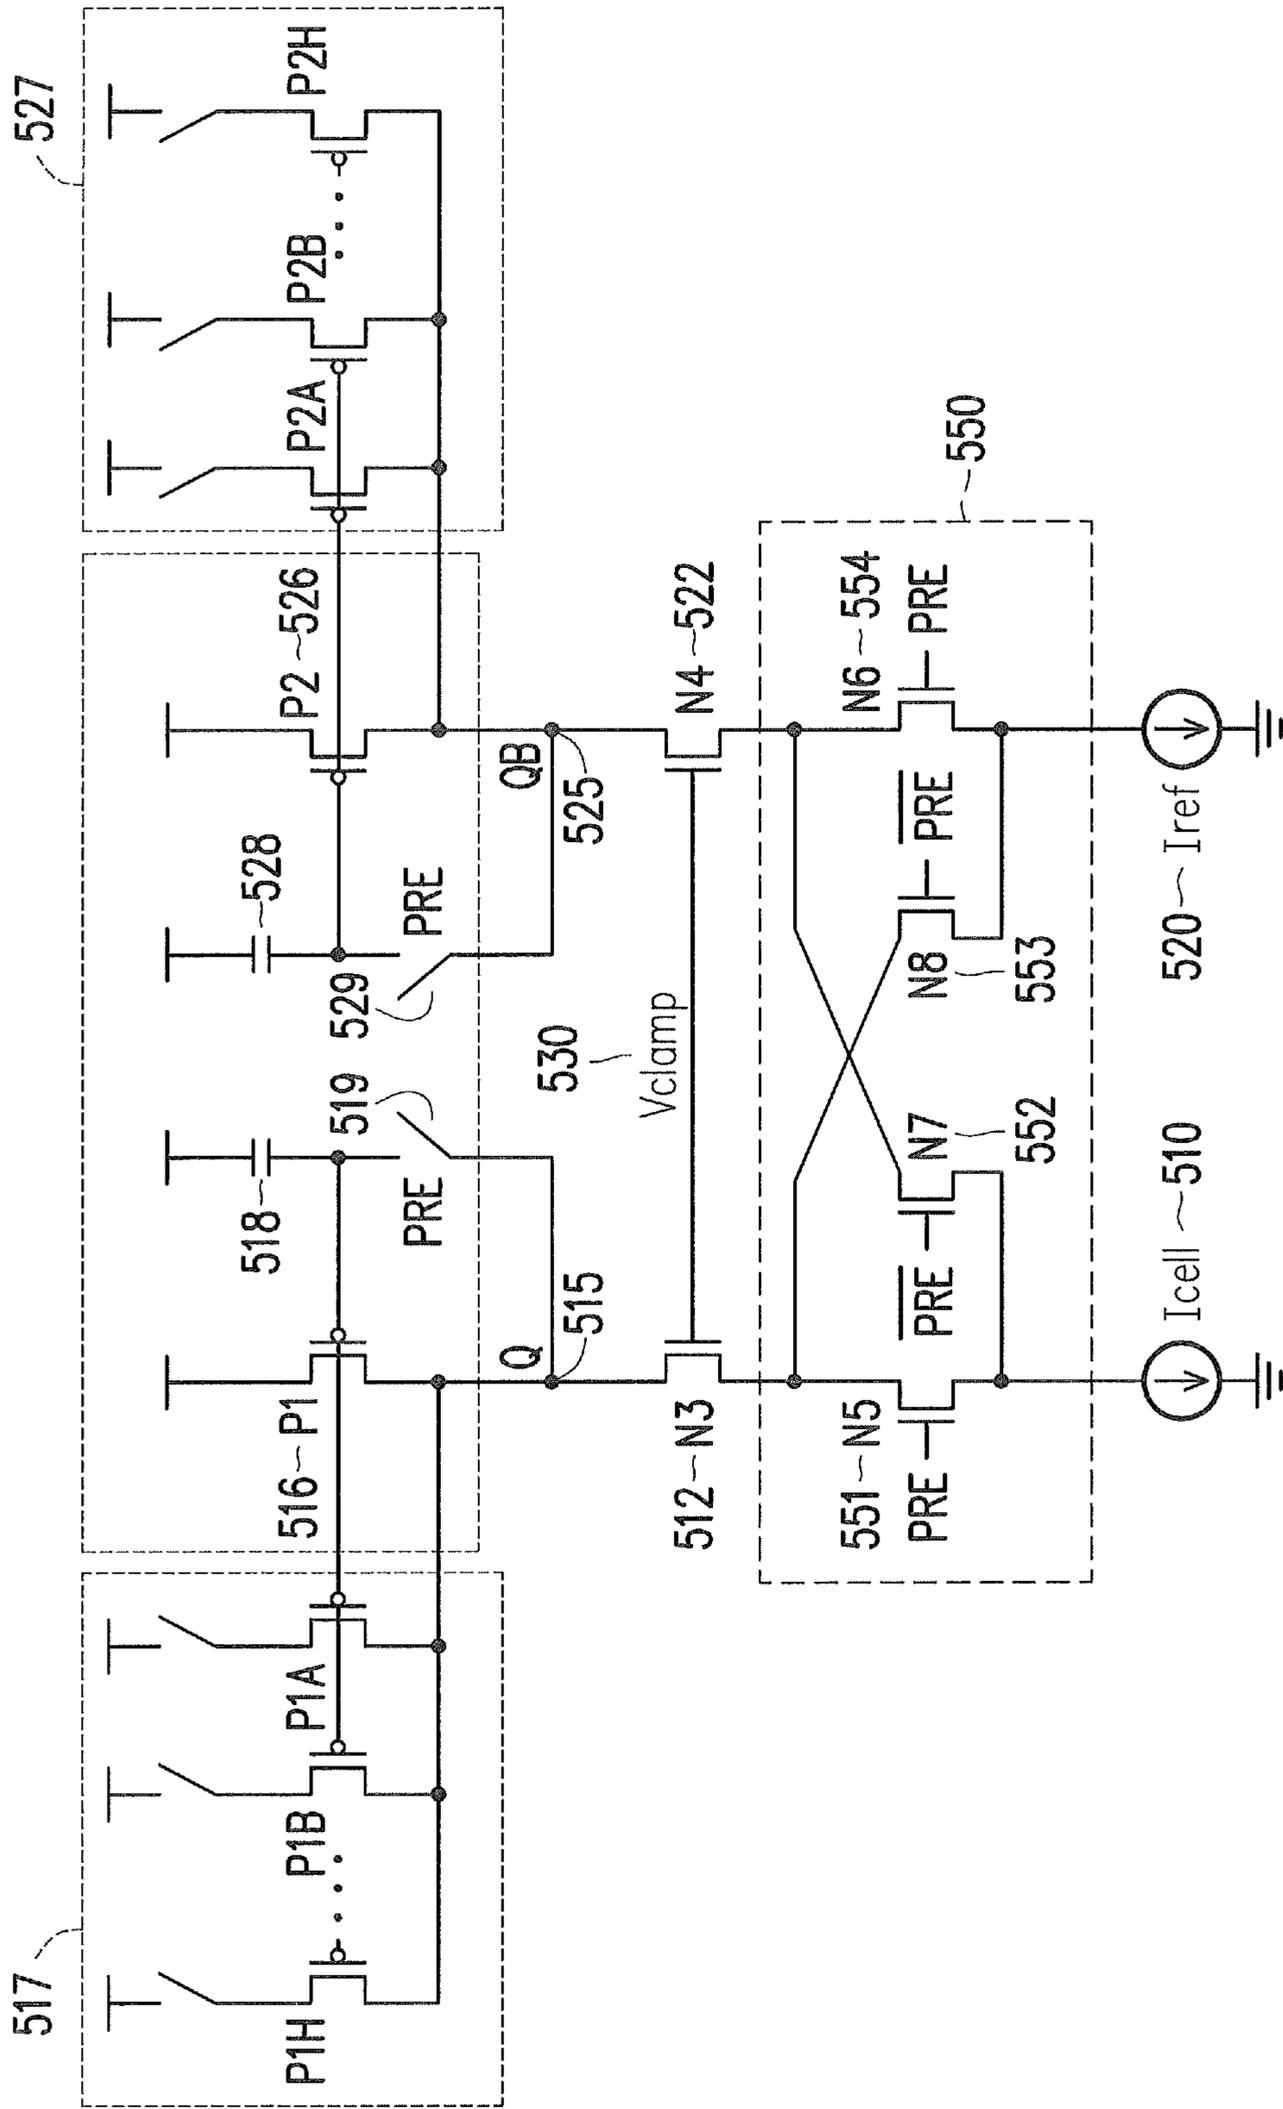 517
527
P1H
P1B
P1A
516 P1
518
PRE
519
528
529
PRE
P2 526
P2A
P2B
P2H
Q
515
QB
525
530
Vclamp
512 N3
N4 522
550
551 N5
PRE
PRE
N7
552
N8
553
PRE
N6 554
PRE
Icell 510
520 Iref